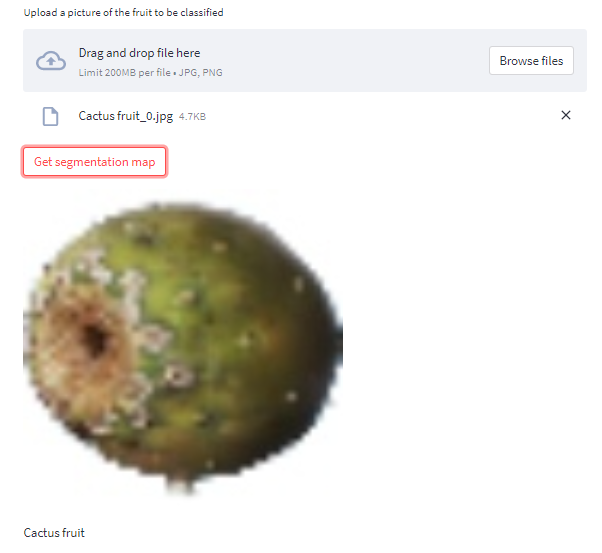 Upload a picture of the fruit to be classified
Drag and drop file here
Browse files
Limit 200MB per file • JPG, PNG
Cactus fruit_0.jpg 4.7KB
Get segmentation map
Cactus fruit